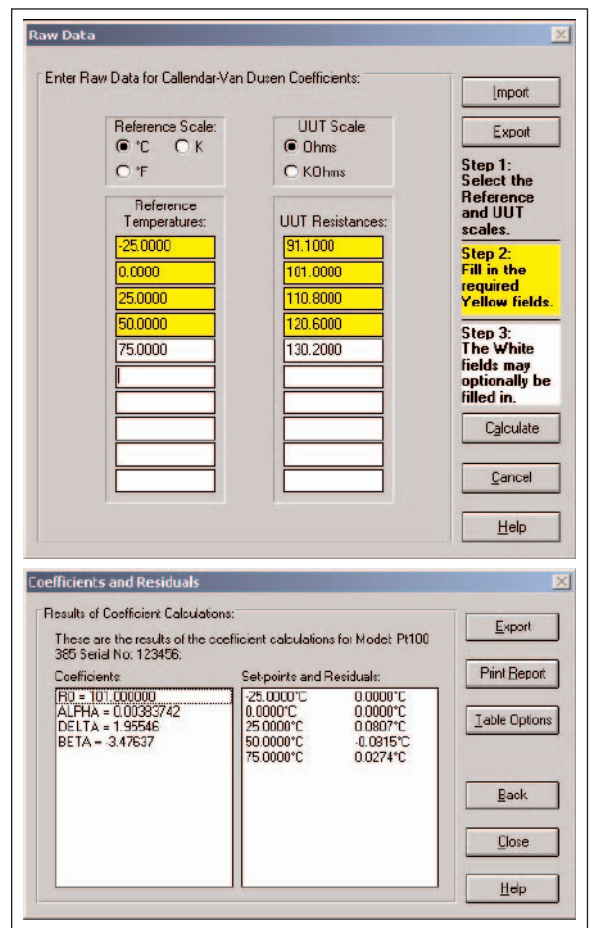 Raw Data
Enter Raw Data for Callendar-Van Dusen Coefficients:
Import
Export
Reference Scale:
°C K
°F
UUT Scale
Ohms
KOhms
Step 1:
Select the
Reference
and UUT
scales.
Reference
Temperatures:
UUT Resistances:
-25.0000 91.1000
0.0000 101.0000
25.0000 110.8000
50.0000 120.6000
75.0000 130.2000
Step 2:
Fill in the
required
Yellow fields.
Step 3:
The White
fields may
optionally be
filled in.
Calculate
Cancel
Help
Coefficients and Residuals
Results of Coefficient Calculations:
These are the results of the coefficient calculations for Model: Pt100
385 Serial No: 123456:
Coefficients:
R0 = 101.000000
ALPHA = 0.00383742
DELTA = 1.95546
BETA = -3.47637
Set-points and Residuals:
-25.0000°C 0.0000°C
0.0000°C 0.0000°C
25.0000°C 0.0807°C
50.0000°C -0.0815°C
75.0000°C 0.0274°C
Export
Print Report
Table Options
Back
Close
Help